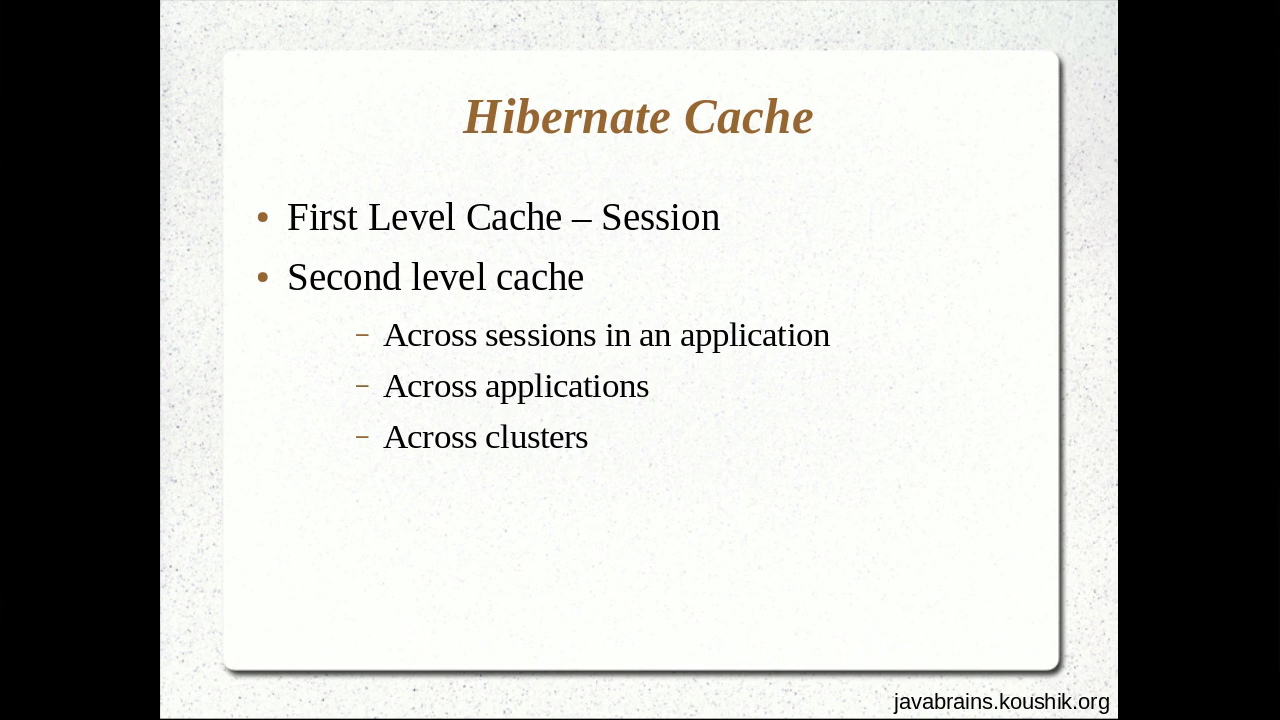 Hibernate Cache
• First Level Cache – Session
• Second level cache
– Across sessions in an application
– Across applications
– Across clusters
javabrains.koushik.org